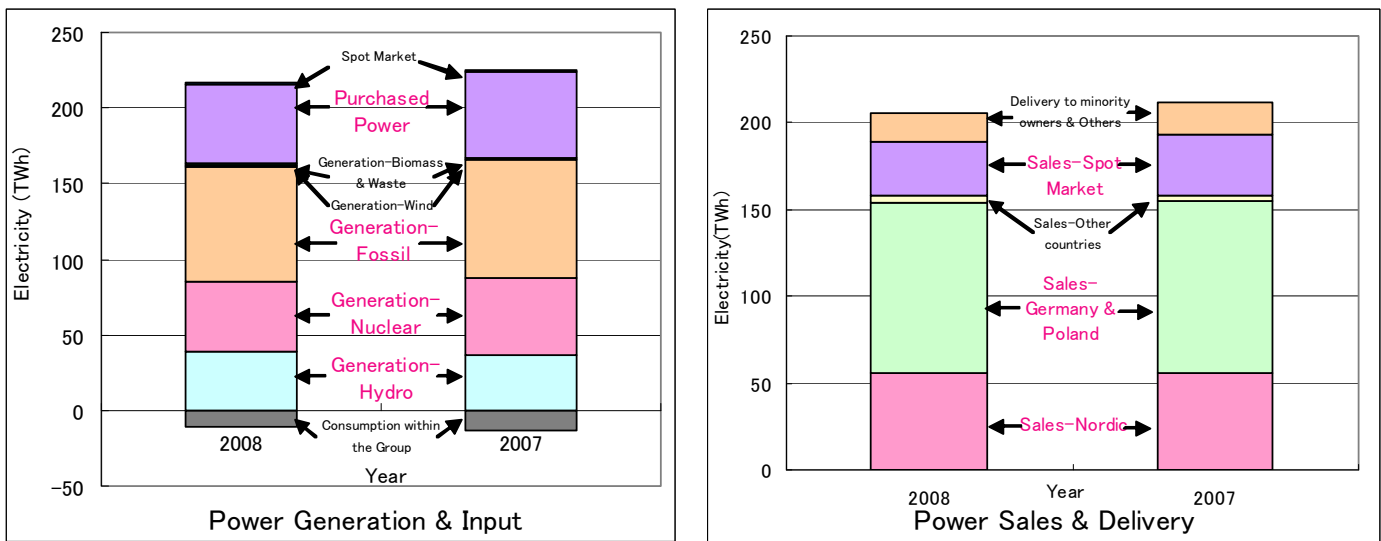 250
200
150
100
50
0
−50
Electricity (TWh)
Spot Market
Purchased
Power
Generation−Biomass
& Waste
Generation−Wind
Generation−
Fossil
Generation−
Nuclear
Generation−
Hydro
Consumption within
the Group
2008
2007
Year
Power Generation & Input
250
200
150
100
50
0
Electricity(TWh)
Delivery to minority
owners & Others
Sales−Spot
Market
Sales−Other
countries
Sales−
Germany &
Poland
Sales−Nordic
2008
Year
2007
Power Sales & Delivery